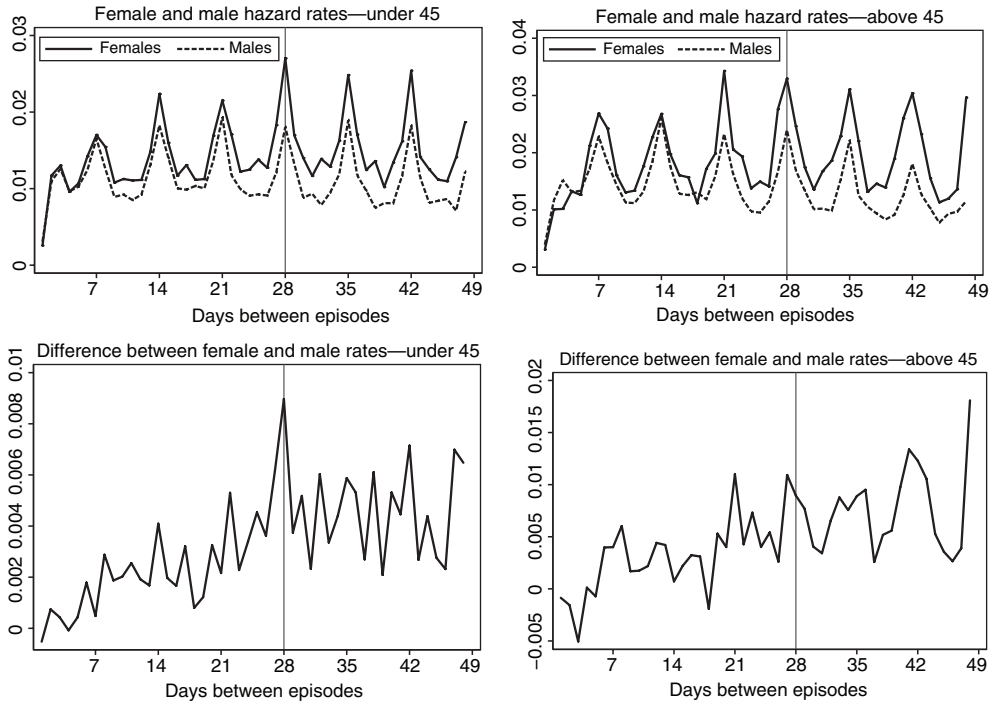 Female and male hazard rates—under 45
Females Males
0.03
0.02
0.01
0
7 14 21 28 35 42 49
Days between episodes
Female and male hazard rates—above 45
Females Males
0.04
0.03
0.02
0.01
0
7 14 21 28 35 42 49
Days between episodes
Difference between female and male rates—under 45
0.01
0.008
0.006
0.004
0.002
0
7 14 21 28 35 42 49
Days between episodes
Difference between female and male rates—above 45
0.02
0.015
0.01
0.005
0
−0.005
7 14 21 28 35 42 49
Days between episodes